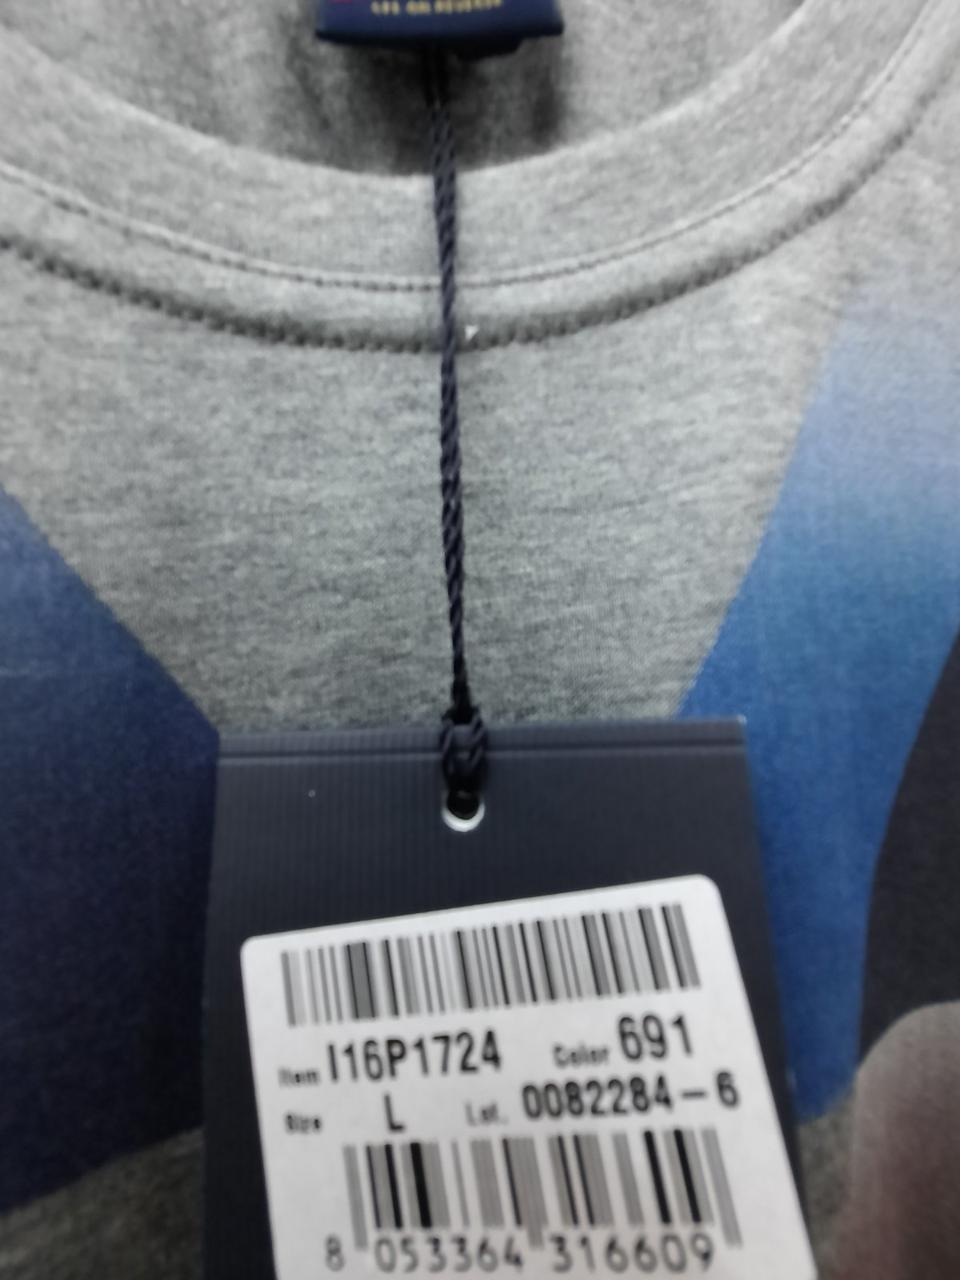 Item I16P1724 Color 691
Size L Lot. 0082284-6
8 053364 316609